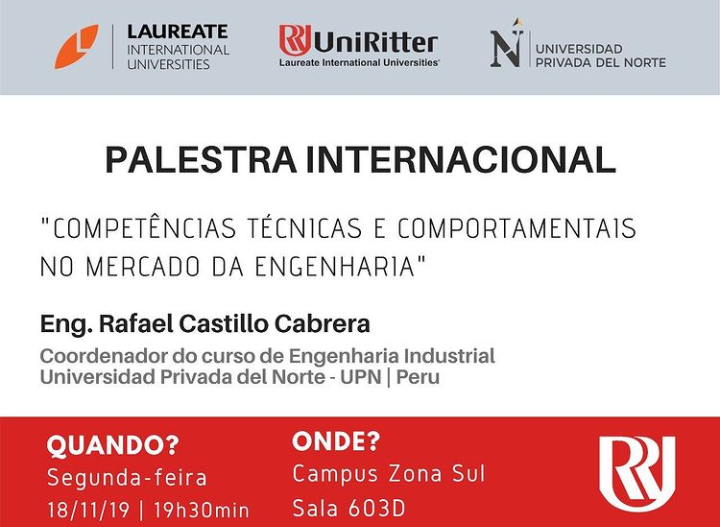 LAUREATE
INTERNATIONAL
UNIVERSITIES
UniRitter
Laureate International Universities
N
UNIVERSIDAD
PRIVADA DEL NORTE
PALESTRA INTERNACIONAL
"COMPETÊNCIAS TÉCNICAS E COMPORTAMENTAIS
NO MERCADO DA ENGENHARIA"
Eng. Rafael Castillo Cabrera
Coordenador do curso de Engenharia Industrial
Universidad Privada del Norte - UPN | Peru
QUANDO?
Segunda-feira
18/11/19 | 19h30min
ONDE?
Campus Zona Sul
Sala 603D